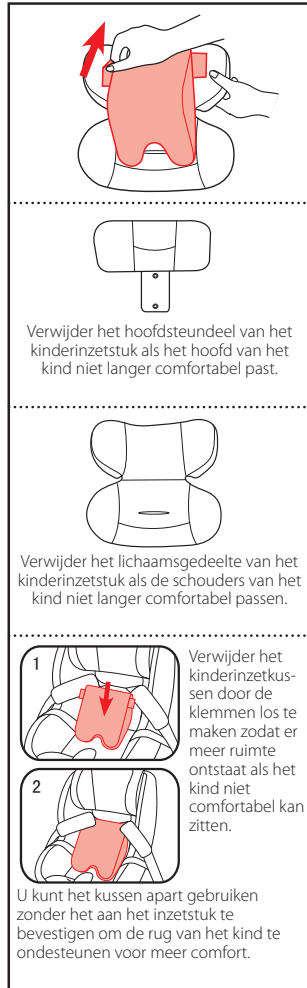 Verwijder het hoofdsteundeel van het
kinderinzetstuk als het hoofd van het
kind niet langer comfortabel past.
Verwijder het lichaamsgedeelte van het
kinderinzetstuk als de schouders van het
kind niet langer comfortabel passen.
1
2
Verwijder het
kinderinzetkus-
sen door de
klemmen los te
maken zodat er
meer ruimte
ontstaat als het
kind niet
comfortabel kan
zitten.
U kunt het kussen apart gebruiken
zonder het aan het inzetstuk te
bevestigen om de rug van het kind te
ondesteunen voor meer comfort.